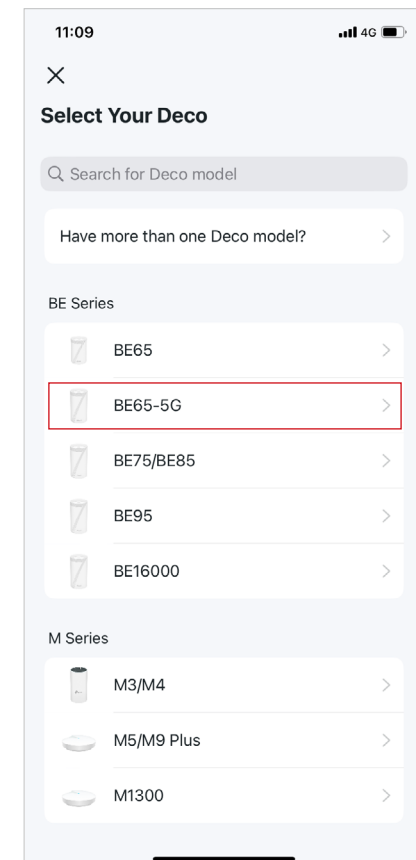 11:09
4G
Select Your Deco
Search for Deco model
Have more than one Deco model?
BE Series
BE65
BE65-5G
BE75/BE85
BE95
BE16000
M Series
M3/M4
M5/M9 Plus
M1300